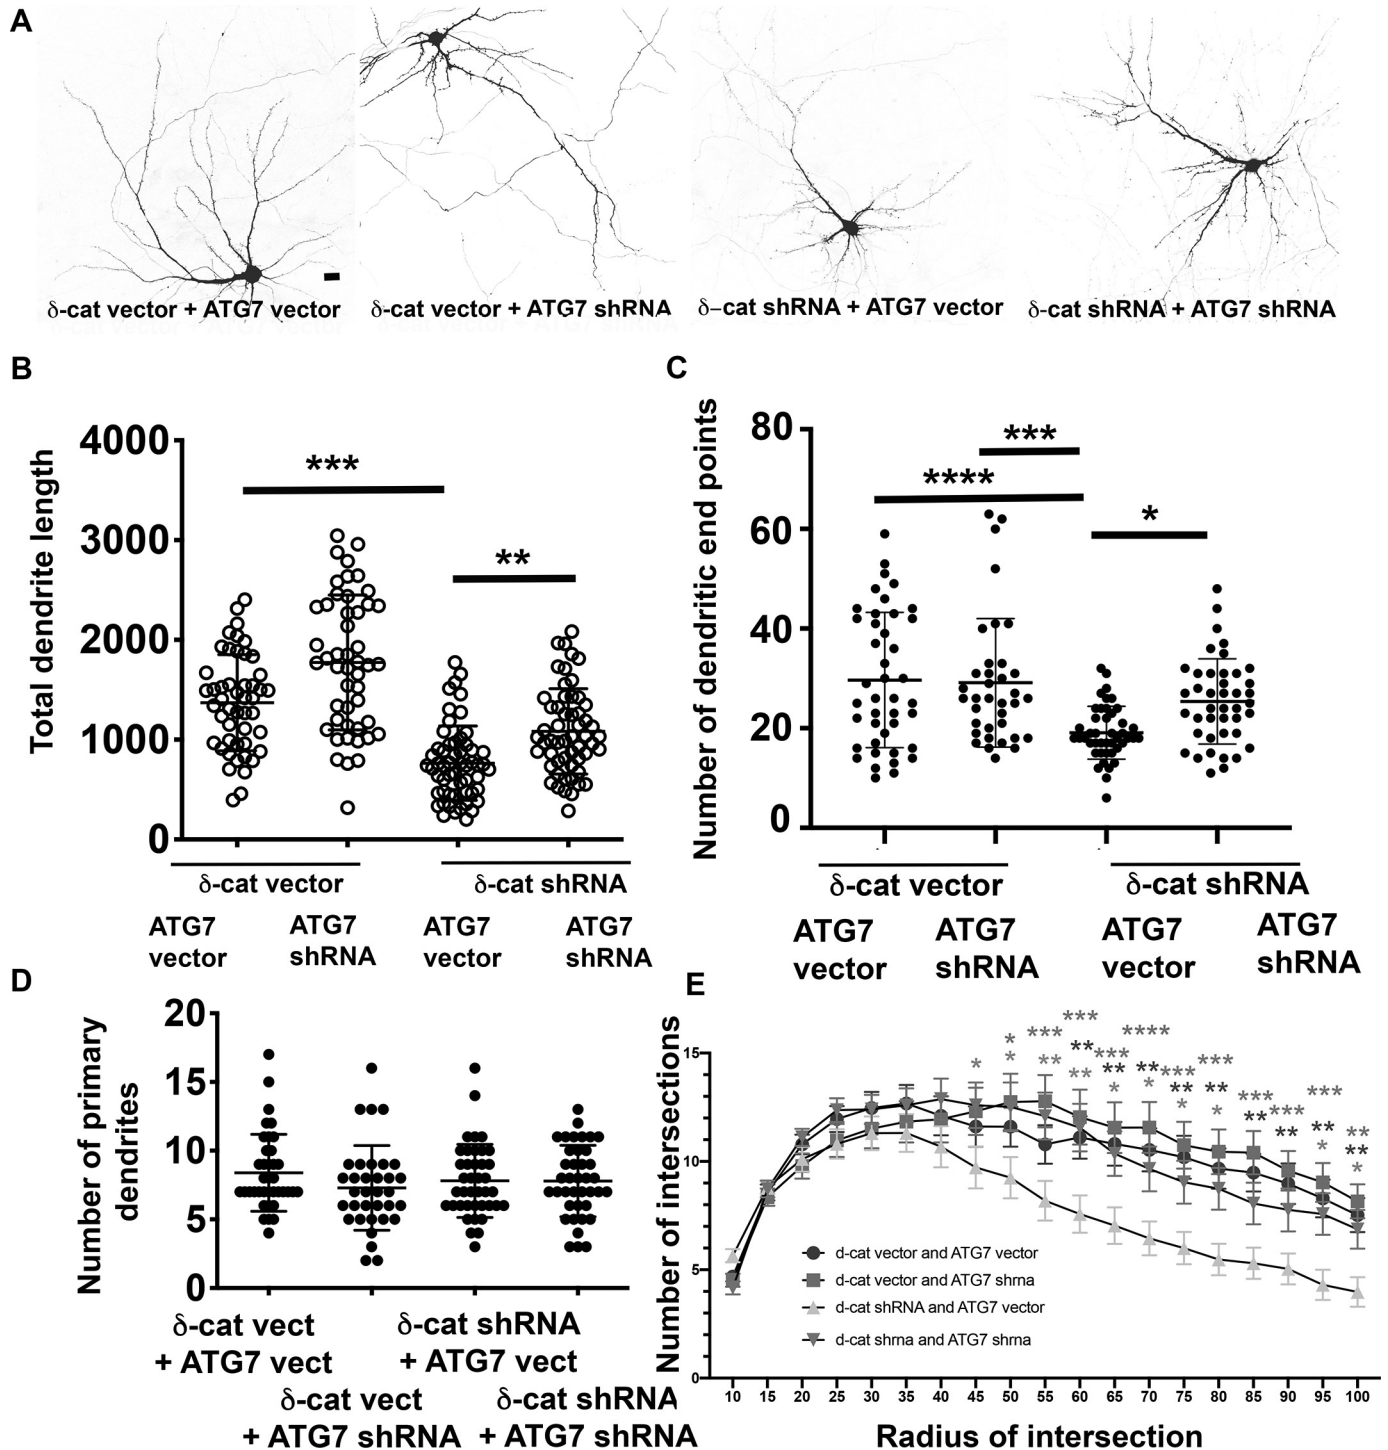 A
δ-cat vector + ATG7 vector
δ-cat vector + ATG7 shRNA
δ–cat shRNA + ATG7 vector
δ-cat shRNA + ATG7 shRNA
B
Total dendrite length
4000
3000
2000
1000
0
***
**
δ-cat vector
δ-cat shRNA
ATG7 vector
ATG7 shRNA
ATG7 vector
ATG7 shRNA
C
Number of dendritic end points
80
60
40
20
0
***
****
*
δ-cat vector
δ-cat shRNA
ATG7 vector
ATG7 shRNA
ATG7 vector
ATG7 shRNA
D
Number of primary dendrites
20
15
10
5
0
δ-cat vect + ATG7 vect
δ-cat vect + ATG7 shRNA
δ-cat shRNA + ATG7 vect
δ-cat shRNA + ATG7 shRNA
E
Number of intersections
15
10
5
0
*
* *
*** **
*** ** **
*** ** *
**** ** *
*** ** *
*** ** *
*** **
*** **
*** ** *
** ** *
d-cat vector and ATG7 vector
d-cat vector and ATG7 shrna
d-cat shRNA and ATG7 vector
d-cat shrna and ATG7 shrna
10 15 20 25 30 35 40 45 50 55 60 65 70 75 80 85 90 95 100
Radius of intersection